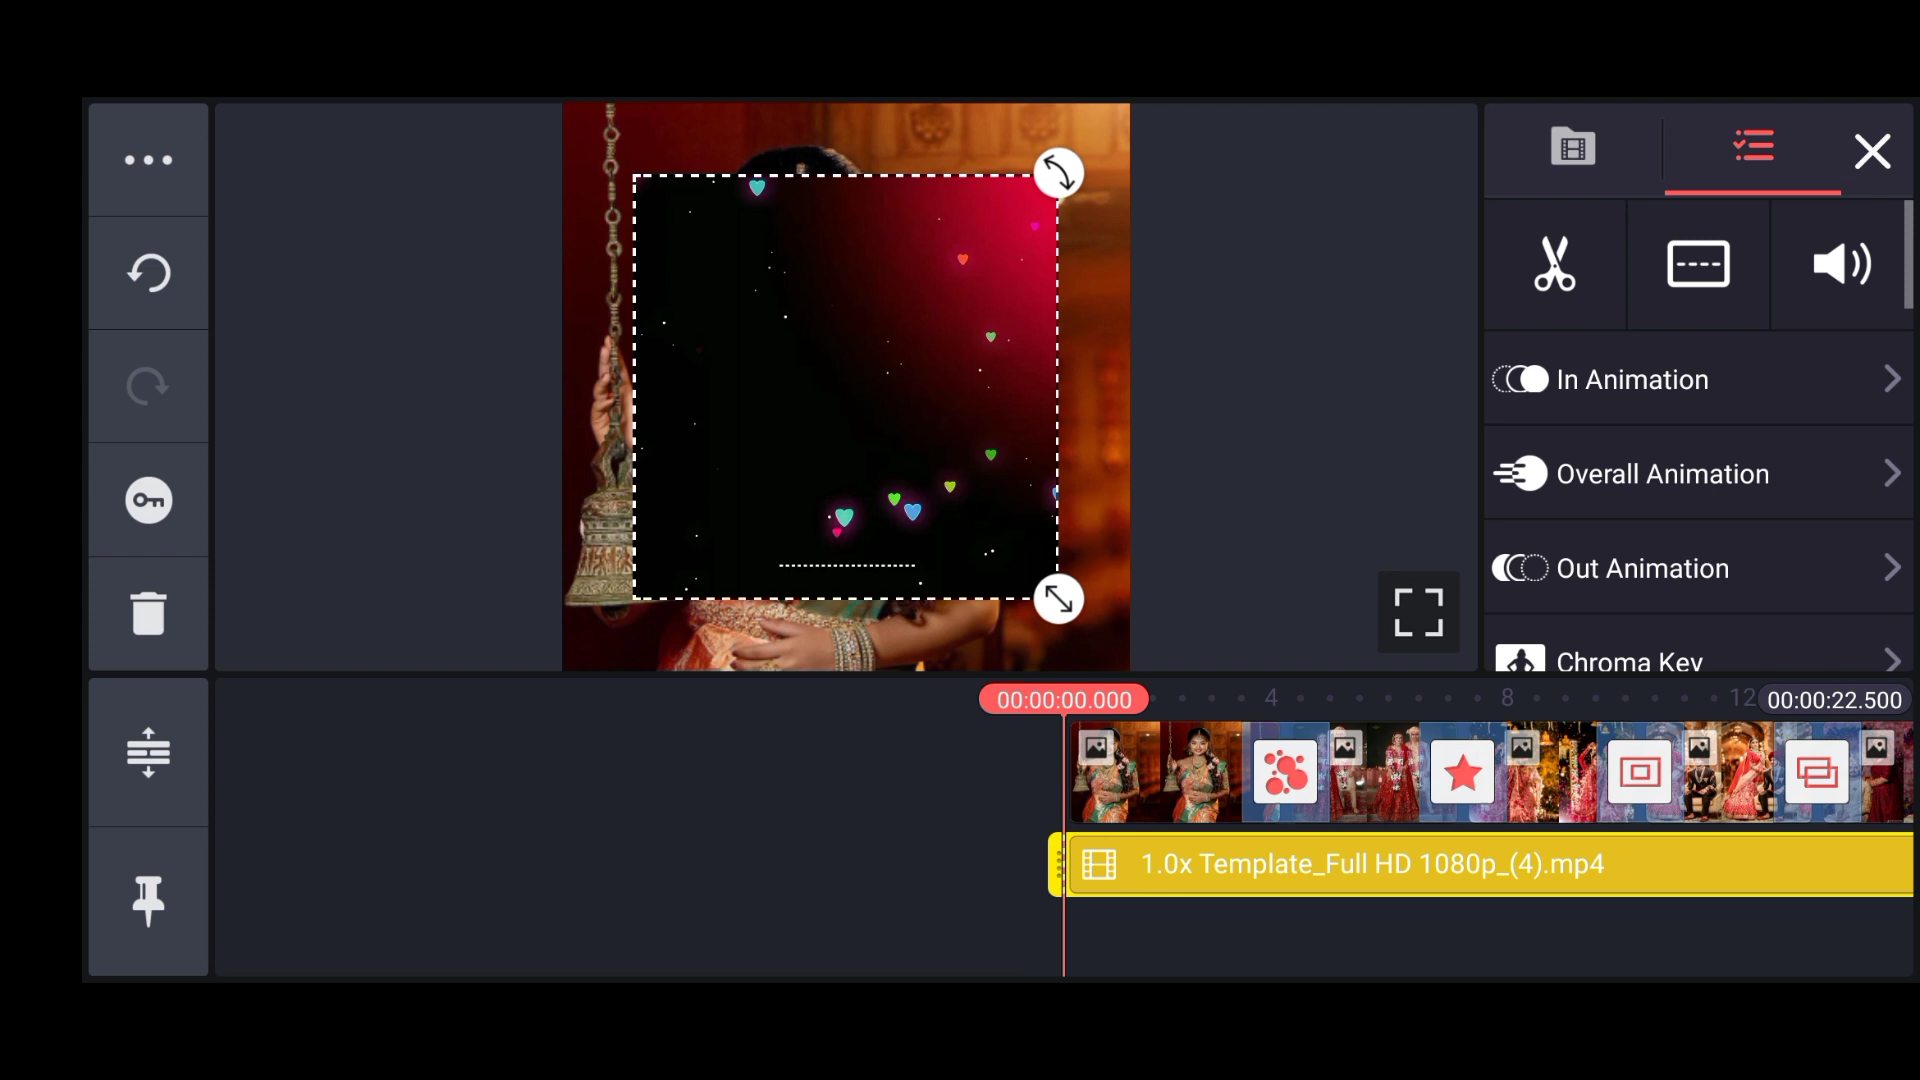 In Animation
Overall Animation
Out Animation
Chroma Key
00:00:00.000
4
8
12
00:00:22.500
1.0x Template_Full HD 1080p_(4).mp4